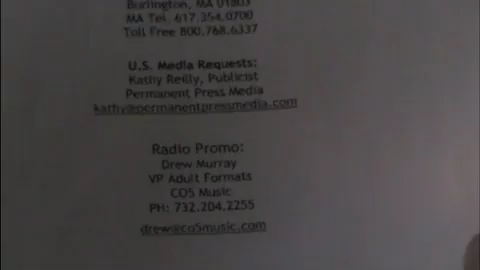 Burlington, MA 01803
MA Tel. 617.354.0700
Toll Free 800.768.6337
U.S. Media Requests:
Kathy Reilly, Publicist
Permanent Press Media
kathy@permanentpressmedia.com
Radio Promo:
Drew Murray
VP Adult Formats
CO5 Music
PH: 732.204.2255
drew@co5music.com